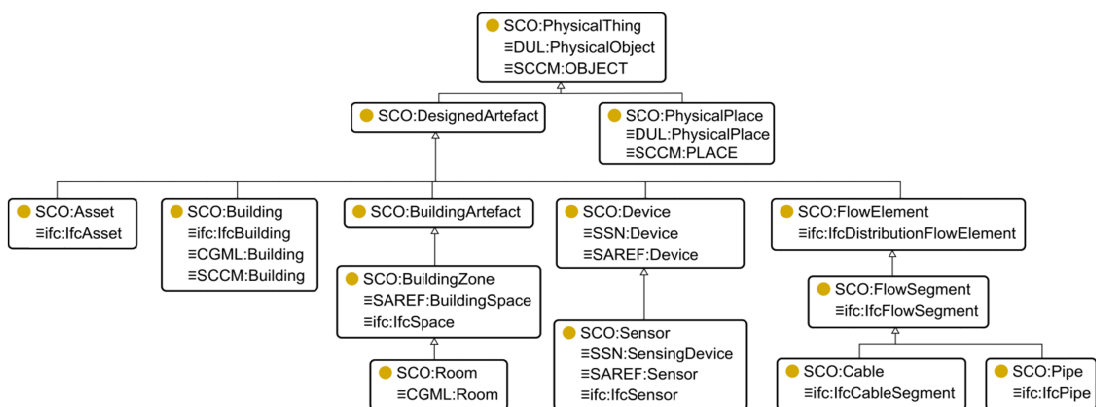 SCO:PhysicalThing
≡DUL:PhysicalObject
≡SCCM:OBJECT
SCO:DesignedArtefact
SCO:PhysicalPlace
≡DUL:PhysicalPlace
≡SCCM:PLACE
SCO:Asset
≡ifc:IfcAsset
SCO:Building
≡ifc:IfcBuilding
≡CGML:Building
≡SCCM:Building
SCO:BuildingArtefact
SCO:Device
≡SSN:Device
≡SAREF:Device
SCO:FlowElement
≡ifc:IfcDistributionFlowElement
SCO:BuildingZone
≡SAREF:BuildingSpace
≡ifc:IfcSpace
SCO:FlowSegment
≡ifc:IfcFlowSegment
SCO:Sensor
≡SSN:SensingDevice
≡SAREF:Sensor
≡ifc:IfcSensor
SCO:Room
≡CGML:Room
SCO:Cable
≡ifc:IfcCableSegment
SCO:Pipe
≡ifc:IfcPipe